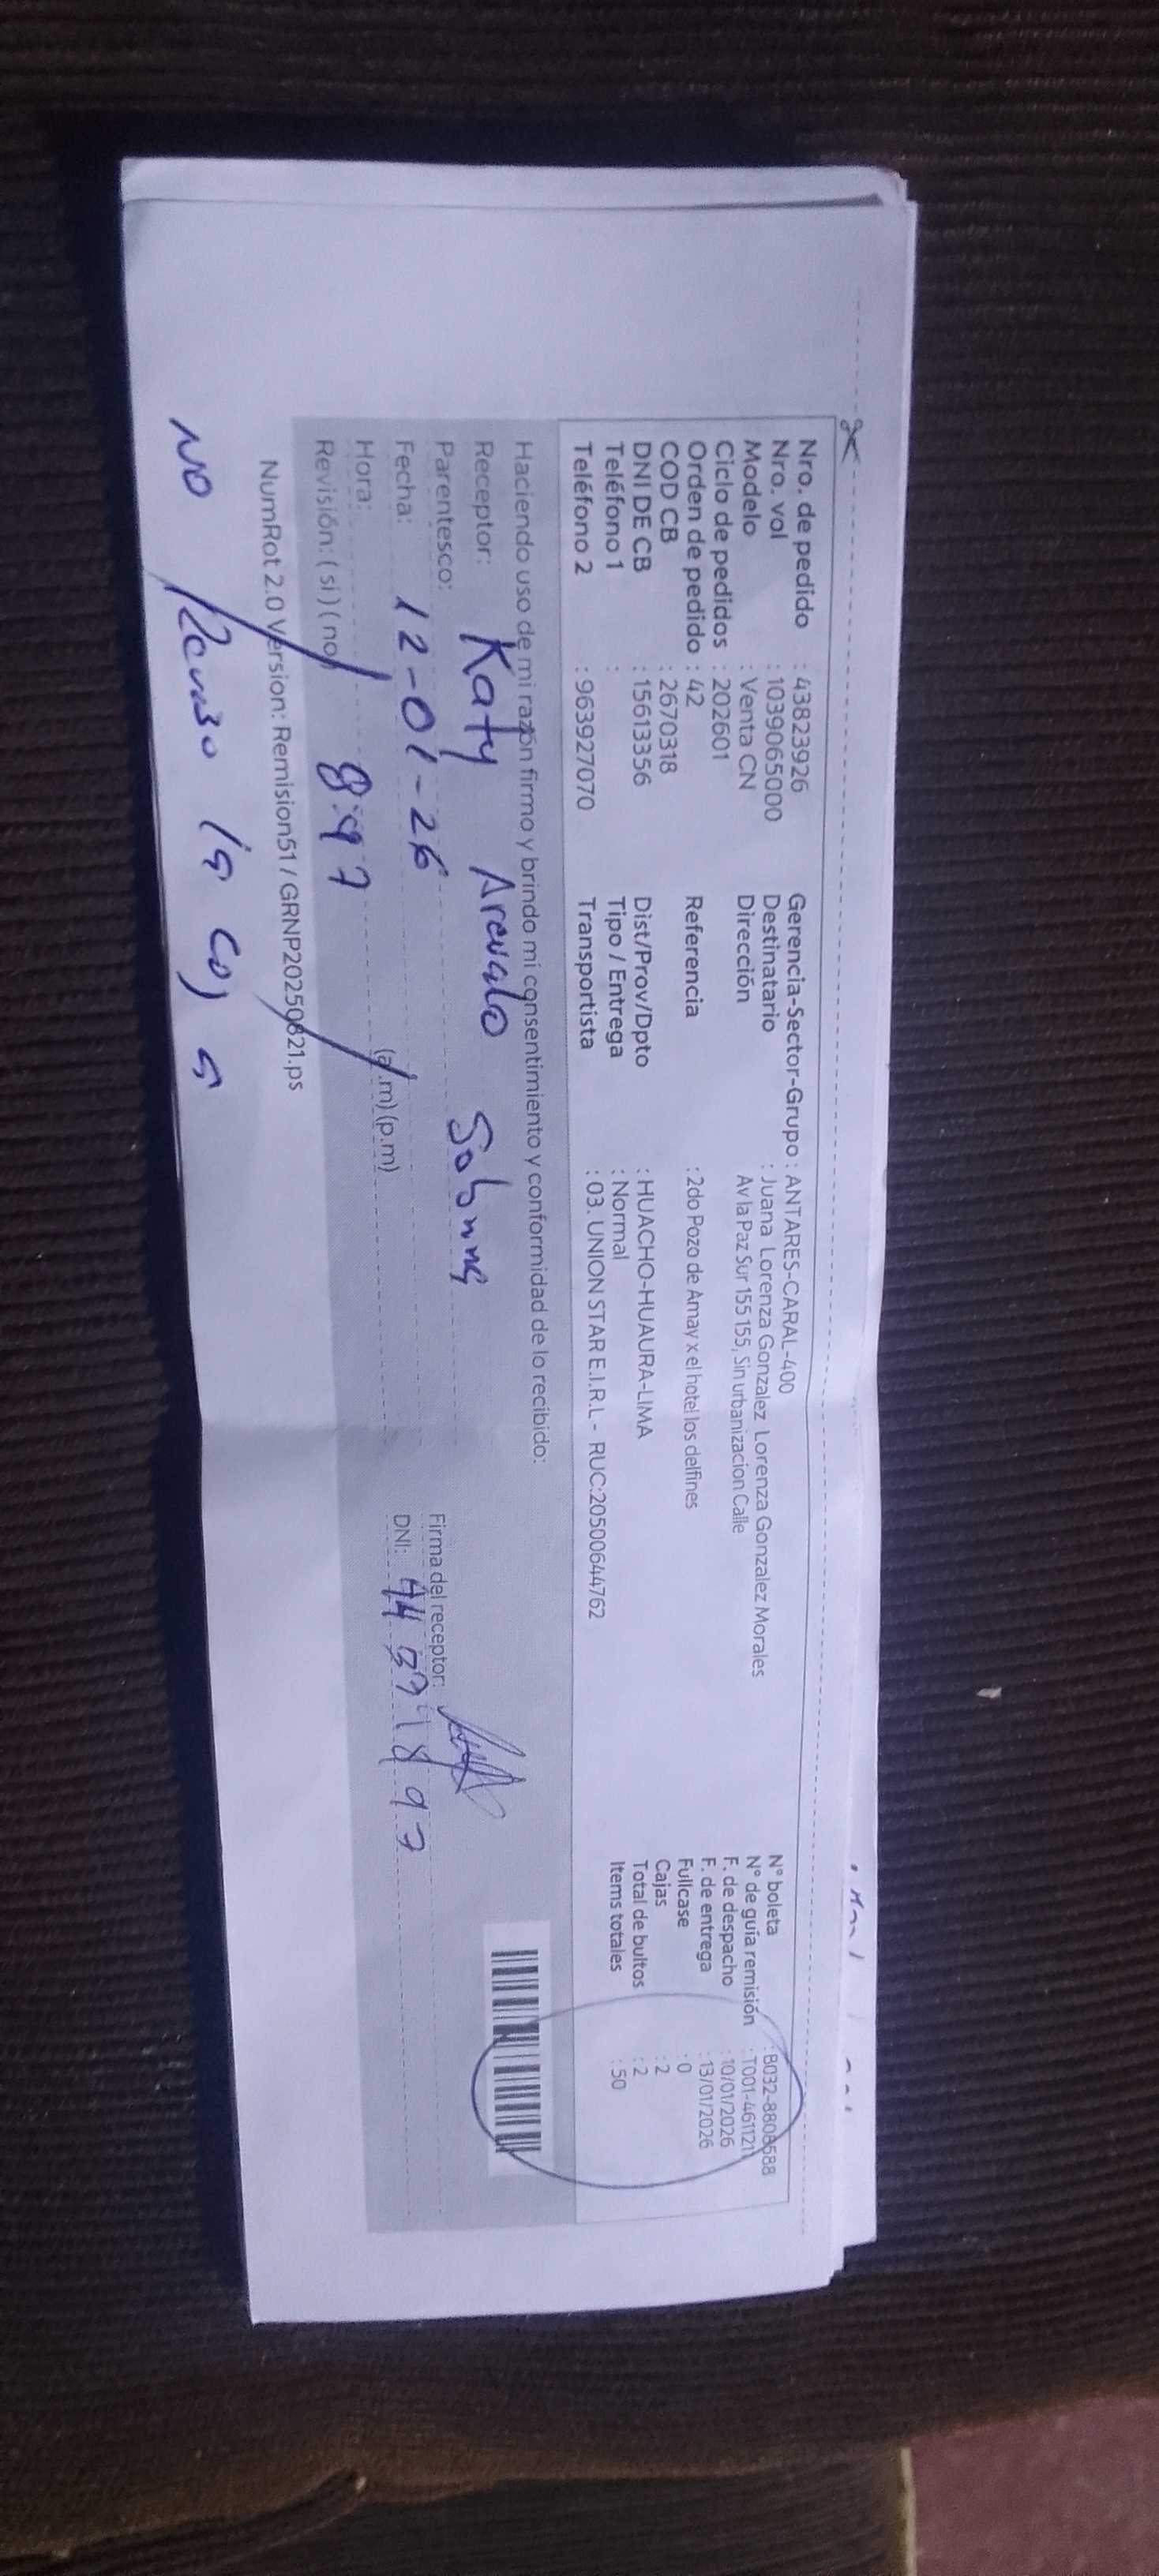 Nro. de pedido : 43823926
Nro. vol : 1039065000
Modelo : Venta CN
Ciclo de pedidos : 202601
Orden de pedido : 42
COD CB : 2670318
DNI DE CB : 15613356
Teléfono 1 :
Teléfono 2 : 963927070
Gerencia-Sector-Grupo : ANTARES-CARAL-400
Destinatario : Juana Lorenza Gonzalez Lorenza Gonzalez Morales
Dirección Av la Paz Sur 155 155, Sin urbanizacion Calle
Referencia : 2do Pozo de Amay x el hotel los delfines
Dist/Prov/Dpto : HUACHO-HUAURA-LIMA
Tipo / Entrega : Normal
Transportista : 03. UNION STAR E.I.R.L - RUC:20500644762
N° boleta : B032-8808688
N° de guía remisión : T001-461121
F. de despacho : 10/01/2026
F. de entrega : 13/01/2026
Fullcase : 0
Cajas : 2
Total de bultos : 2
Items totales : 50
Haciendo uso de mi razón firmo y brindo mi consentimiento y conformidad de lo recibido:
Receptor: Katy Arevalo
Parentesco: Sobrina
Fecha: 12-01-26
Hora: 8:47 (a.m) (p.m)
Revisión: ( si ) ( no )
Firma del receptor:
DNI:
NumRot 2.0 Version: Remision51 / GRNP20250821.ps
NO